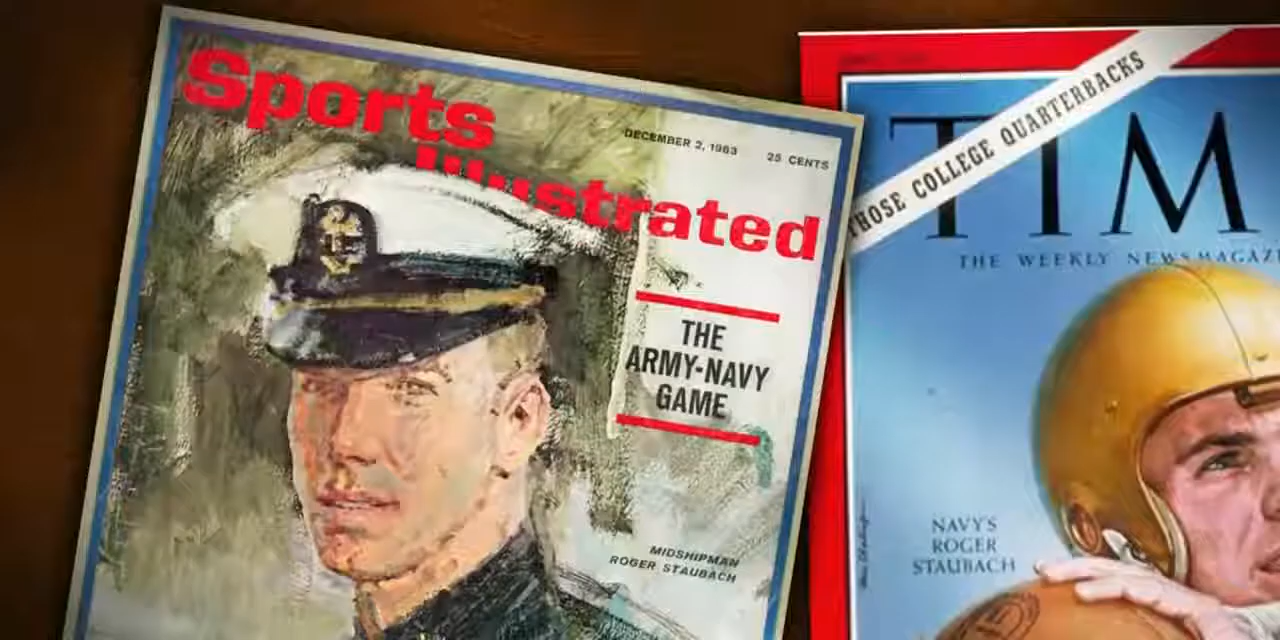 Sports
Illustrated
DECEMBER 2, 1963 25 CENTS
THE
ARMY-NAVY
GAME
MIDSHIPMAN
ROGER STAUBACH
THOSE COLLEGE QUARTERBACKS
TIM
THE WEEKLY NEWSMAGAZI
NAVY'S
ROGER
STAUBACH